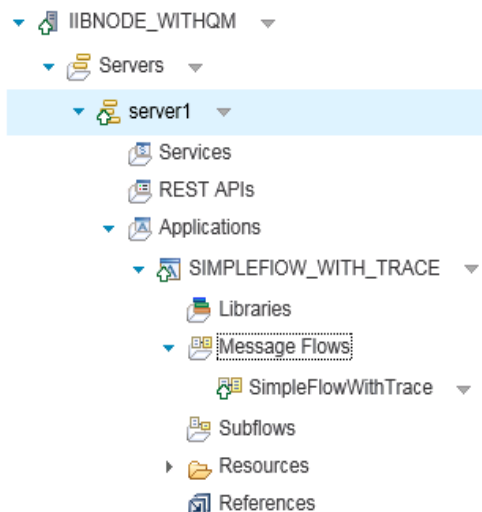 IIBNODE_WITHQM
Servers
server1
Services
REST APIs
Applications
SIMPLEFlOW_WITH_TRACE
Libraries
Message Flows
SimpleFlowWithTrace
Subflows
Resources
References